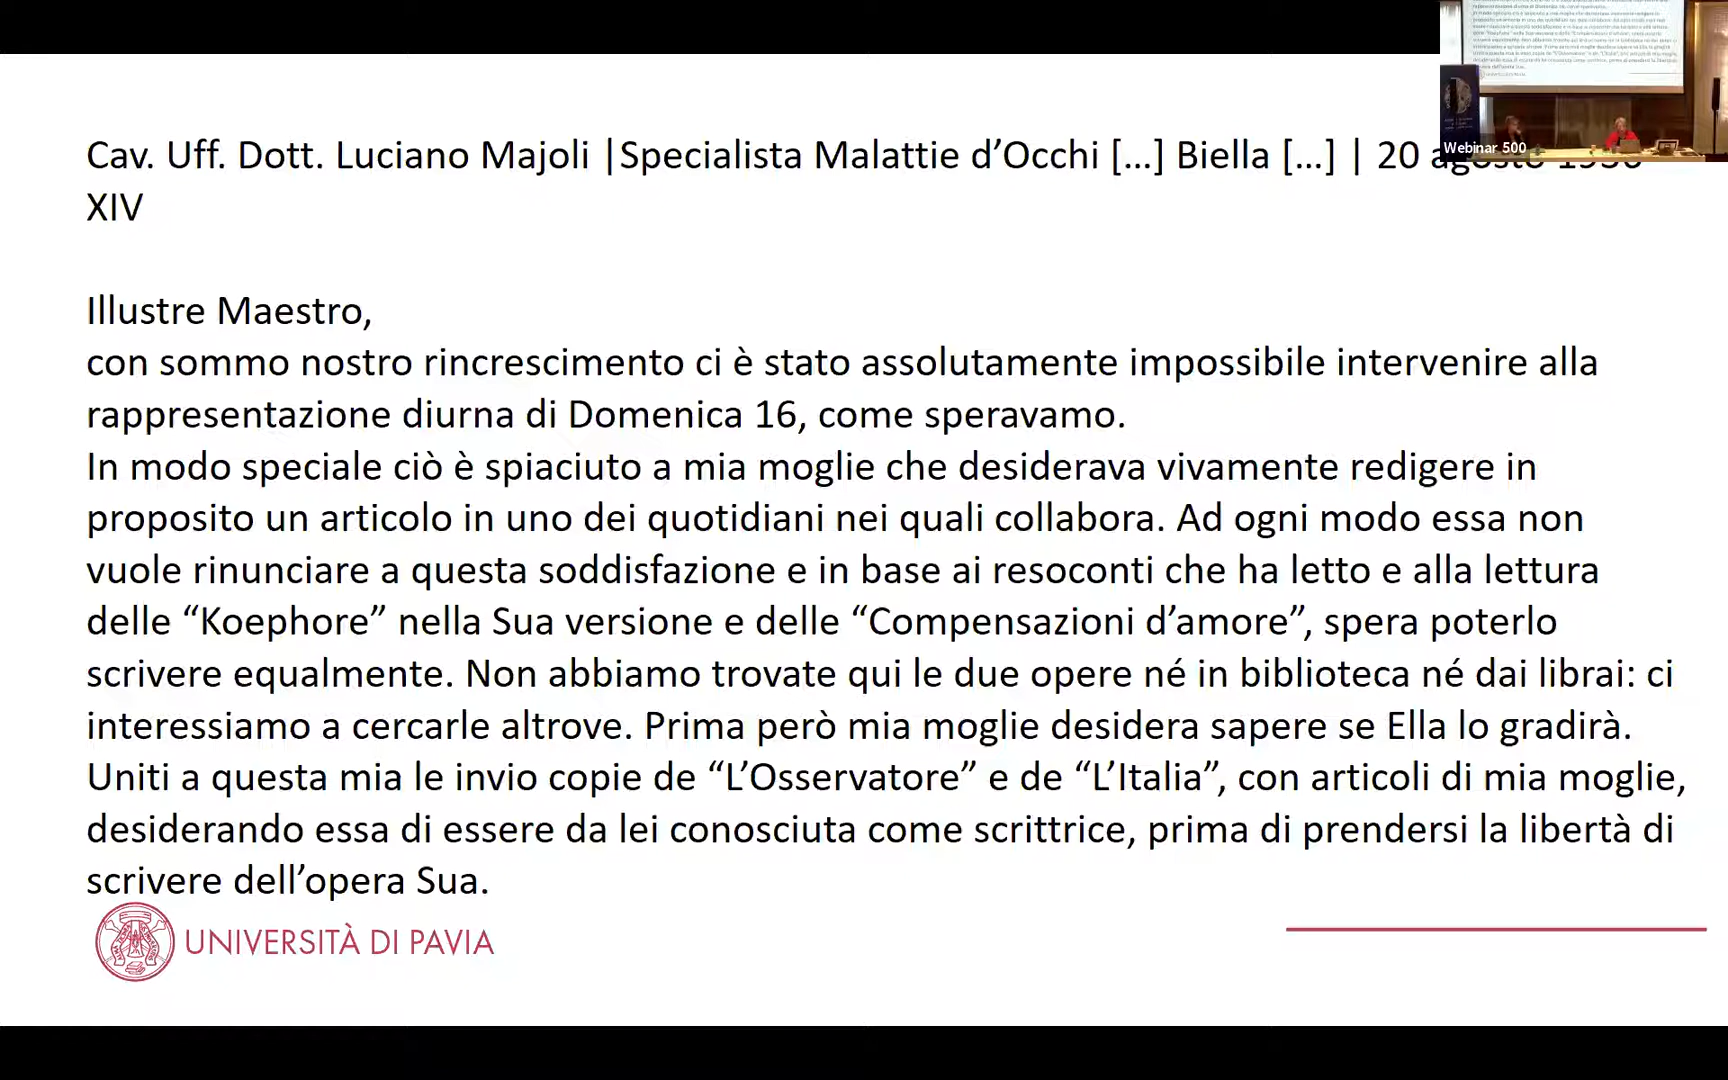 Cav. Uff. Dott. Luciano Majoli |Specialista Malattie d’Occhi [...] Biella [...] | 20 agosto 1936
XIV
Illustre Maestro,
con sommo nostro rincrescimento ci è stato assolutamente impossibile intervenire alla
rappresentazione diurna di Domenica 16, come speravamo.
In modo speciale ciò è spiaciuto a mia moglie che desiderava vivamente redigere in
proposito un articolo in uno dei quotidiani nei quali collabora. Ad ogni modo essa non
vuole rinunciare a questa soddisfazione e in base ai resoconti che ha letto e alla lettura
delle “Koephore” nella Sua versione e delle “Compensazioni d’amore”, spera poterlo
scrivere equalmente. Non abbiamo trovate qui le due opere né in biblioteca né dai librai: ci
interessiamo a cercarle altrove. Prima però mia moglie desidera sapere se Ella lo gradirà.
Uniti a questa mia le invio copie de “L’Osservatore” e de “L’Italia”, con articoli di mia moglie,
desiderando essa di essere da lei conosciuta come scrittrice, prima di prendersi la libertà di
scrivere dell’opera Sua.
UNIVERSITÀ DI PAVIA
Webinar 500